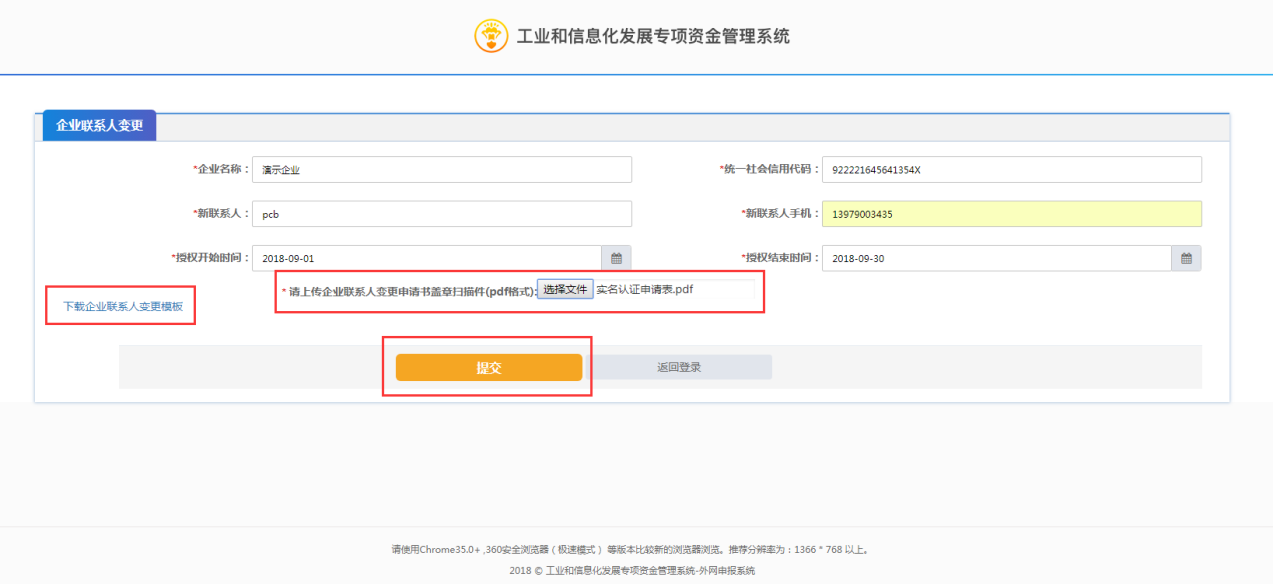 工业和信息化发展专项资金管理系统
企业联系人变更
*企业名称： 演示企业 *统一社会信用代码： 922221645641354X
*新联系人： pcb *新联系人手机： 13979003435
*授权开始时间： 2018-09-01 *授权结束时间： 2018-09-30
* 请上传企业联系人变更申请书盖章扫描件(pdf格式): 选择文件 实名认证申请表.pdf
下载企业联系人变更模板
提交 返回登录
请使用Chrome35.0+ ,360安全浏览器（极速模式） 等版本比较新的浏览器浏览。推荐分辨率为：1366 * 768 以上。
2018 © 工业和信息化发展专项资金管理系统-外网申报系统